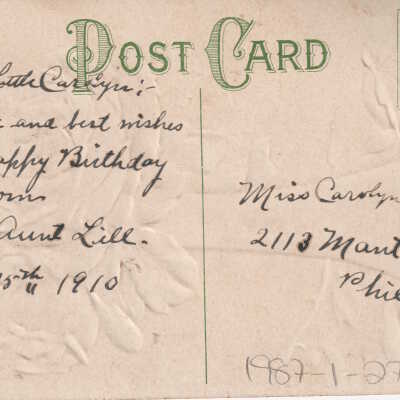 POST CARD
Little Carolyn:-
and best wishes
Happy Birthday
from
Aunt Lill.
15th 1910
Miss Carolyn
2113 Mant
Phil
1987-1-27